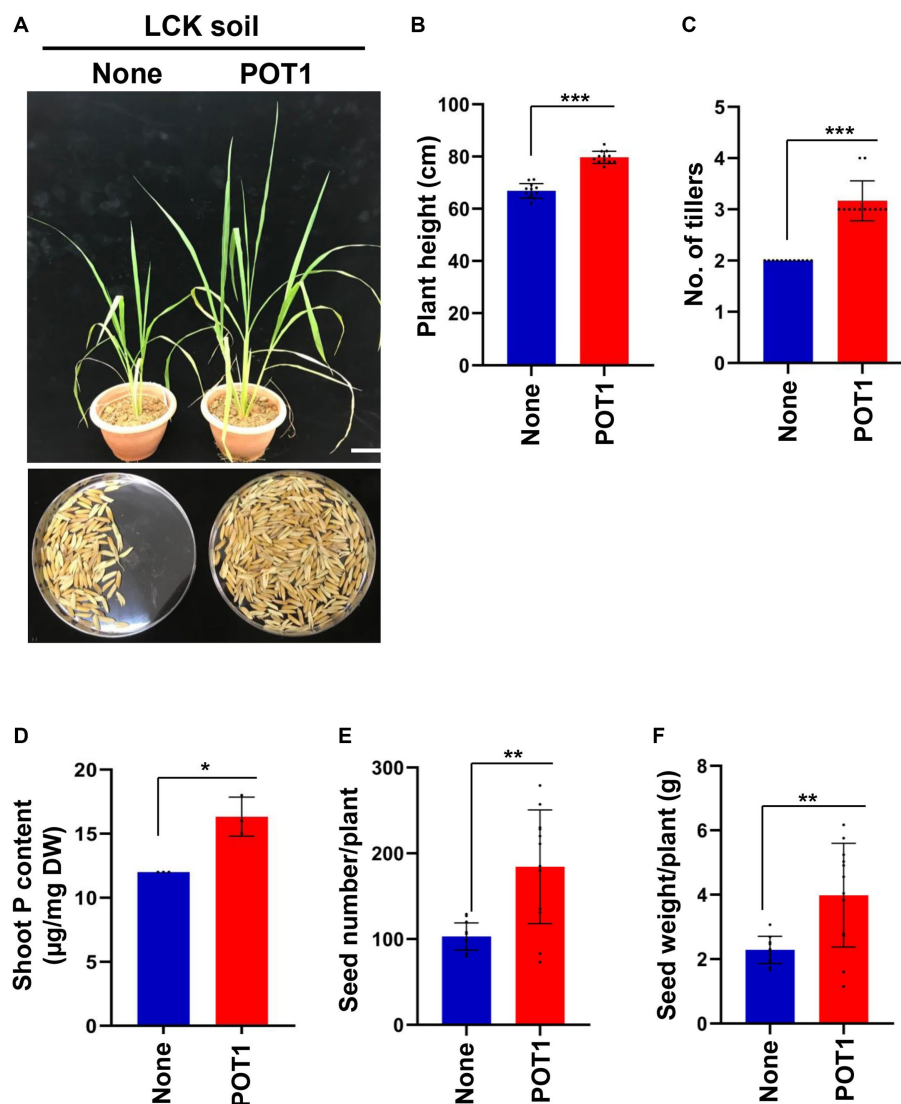 A
LCK soil
None POT1
B
Plant height (cm)
100
80
60
40
20
0
***
None
POT1
C
No. of tillers
5
4
3
2
1
0
***
None
POT1
D
Shoot P content
(µg/mg DW)
20
15
10
5
0
*
None
POT1
E
Seed number/plant
300
200
100
0
**
None
POT1
F
Seed weight/plant (g)
8
6
4
2
0
**
None
POT1